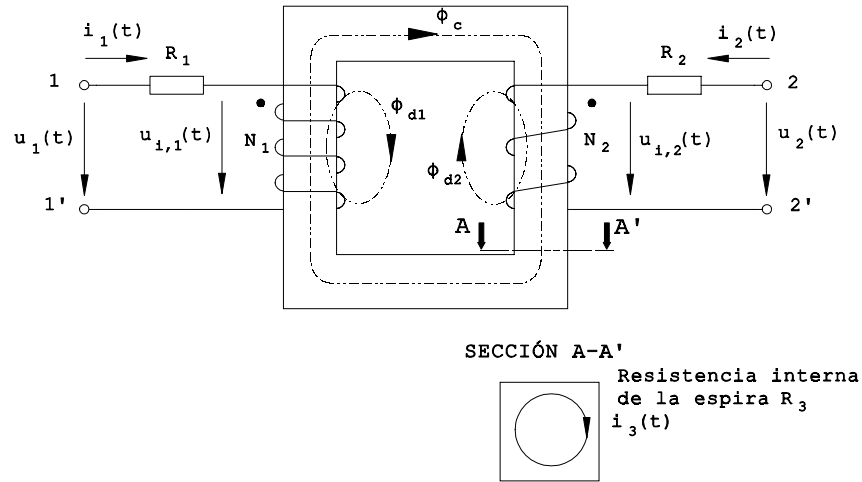 ϕc
i1(t)
i2(t)
R1
R2
1
2
ϕd1
u1(t)
ui,1(t)
N1
N2
ui,2(t)
u2(t)
ϕd2
1'
2'
A
A'
SECCIÓN A-A'
Resistencia interna
de la espira R3
i3(t)